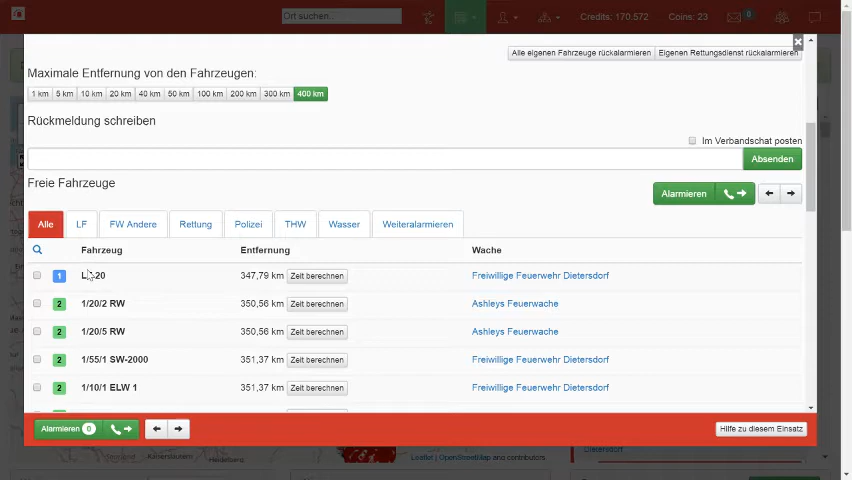 Ort suchen...
Credits: 170.572
Coins: 23
0
Alle eigenen Fahrzeuge rückalarmieren
Eigenen Rettungsdienst rückalarmieren
Maximale Entfernung von den Fahrzeugen:
1 km 5 km 10 km 20 km 40 km 50 km 100 km 200 km 300 km 400 km
Rückmeldung schreiben
Im Verbandschat posten
Absenden
Freie Fahrzeuge
Alarmieren
Alle LF FW Andere Rettung Polizei THW Wasser Weiteralarmieren
Fahrzeug Entfernung Wache
1 347,79 km Zeit berechnen Freiwillige Feuerwehr Dietersdorf
2 1/20/2 RW 350,56 km Zeit berechnen Ashleys Feuerwache
2 1/20/5 RW 350,56 km Zeit berechnen Ashleys Feuerwache
2 1/55/1 SW-2000 351,37 km Zeit berechnen Freiwillige Feuerwehr Dietersdorf
2 1/10/1 ELW 1 351,37 km Zeit berechnen Freiwillige Feuerwehr Dietersdorf
Alarmieren 0
Hilfe zu diesem Einsatz
Dietersdorf
Leaflet | OpenStreetMap and contributors